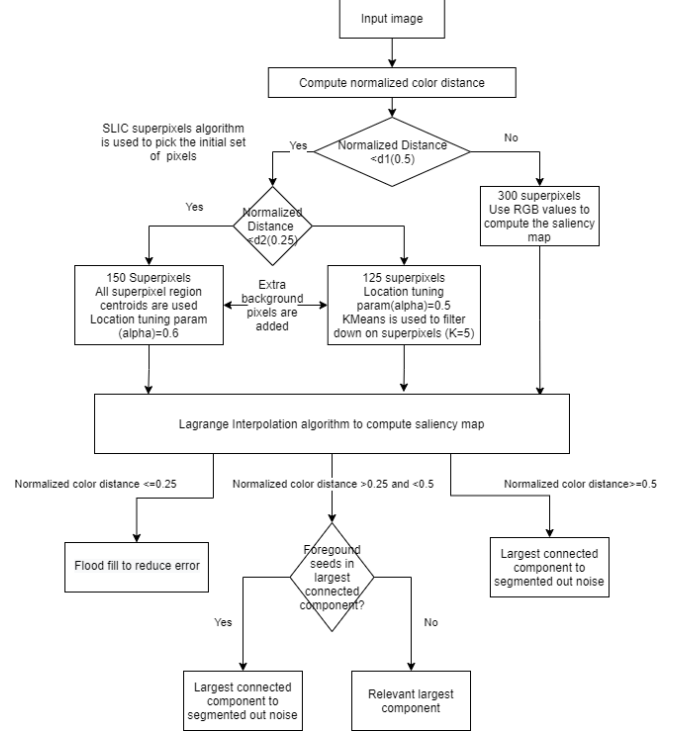 Input image
Compute normalized color distance
SLIC superpixels algorithm
is used to pick the initial set
of pixels
Yes
Normalized Distance
<d1(0.5)
No
Yes
Normalized
Distance
<d2(0.25)
300 superpixels
Use RGB values to
compute the saliency
map
150 Superpixels
All superpixel region
centroids are used
Location tuning param
(alpha)=0.6
Extra
background
pixels are
added
125 superpixels
Location tuning
param(alpha)=0.5
KMeans is used to filter
down on superpixels (K=5)
Lagrange Interpolation algorithm to compute saliency map
Normalized color distance <=0.25
Normalized color distance >0.25 and <0.5
Normalized color distance>=0.5
Flood fill to reduce error
Foregound
seeds in
largest
connected
component?
Largest connected
component to
segmented out noise
Yes
No
Largest connected
component to
segmented out noise
Relevant largest
component